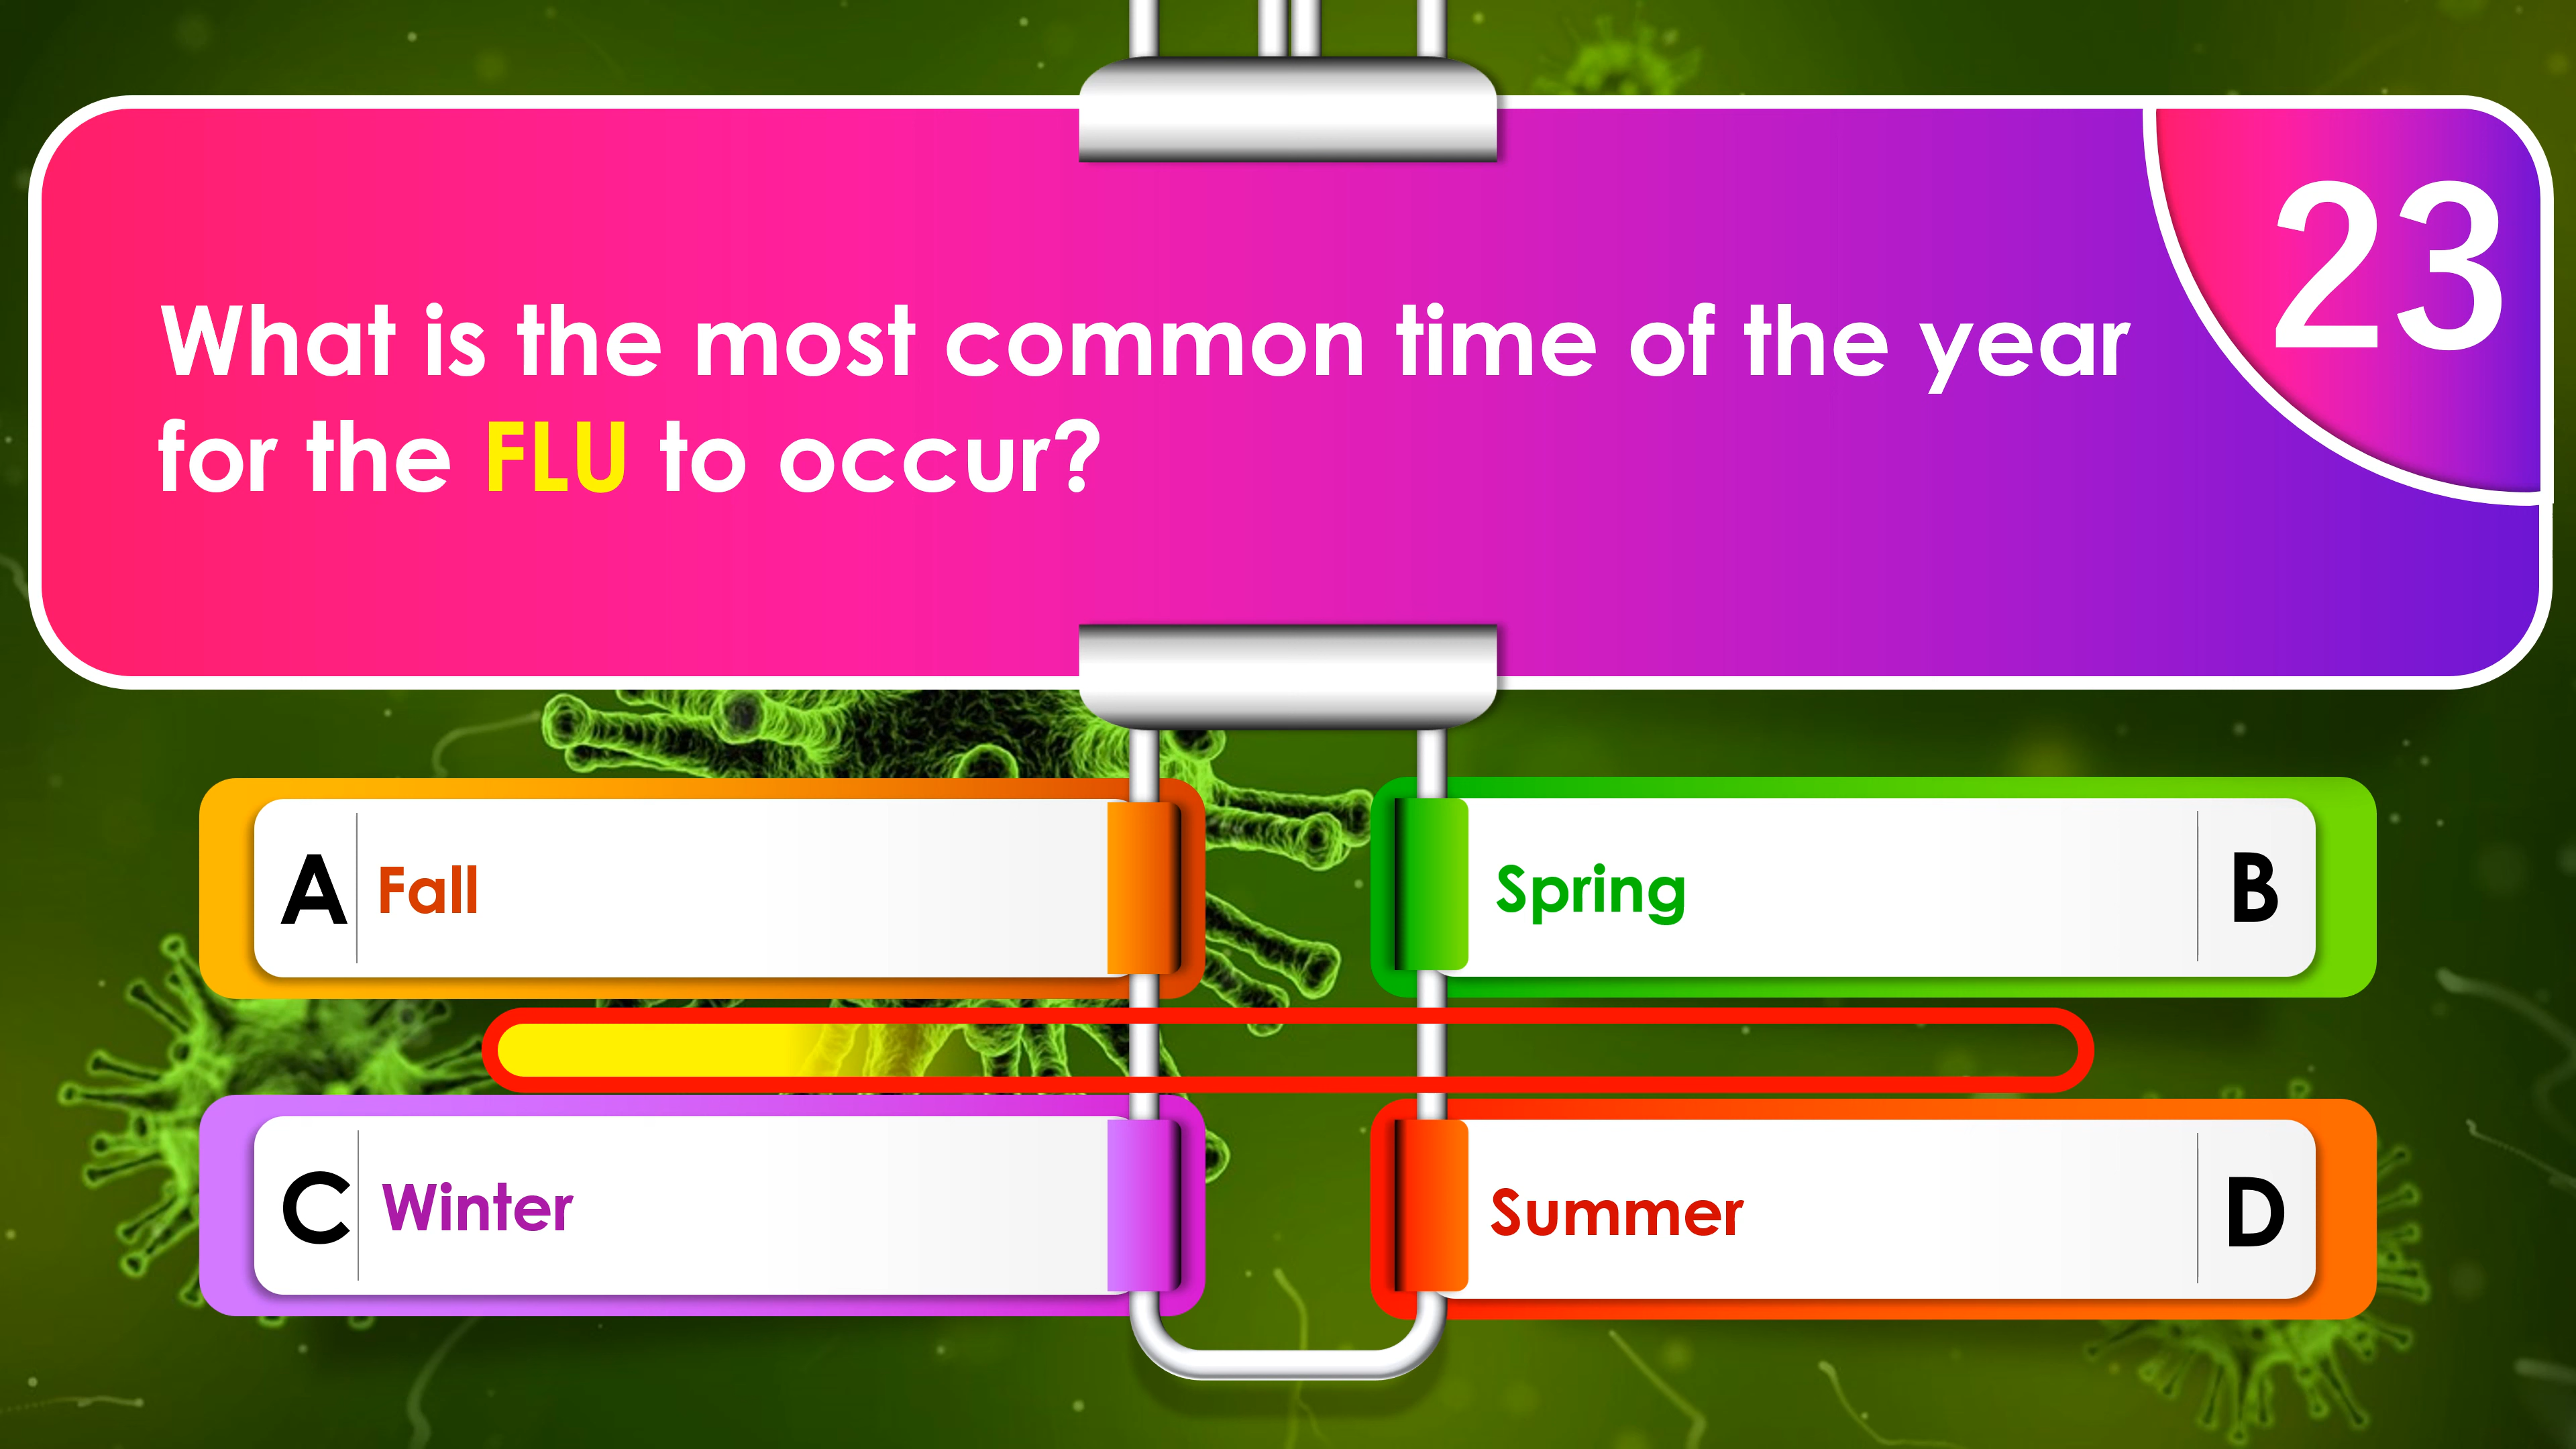 23
What is the most common time of the year
for the FLU to occur?
A Fall
Spring B
C Winter
Summer D